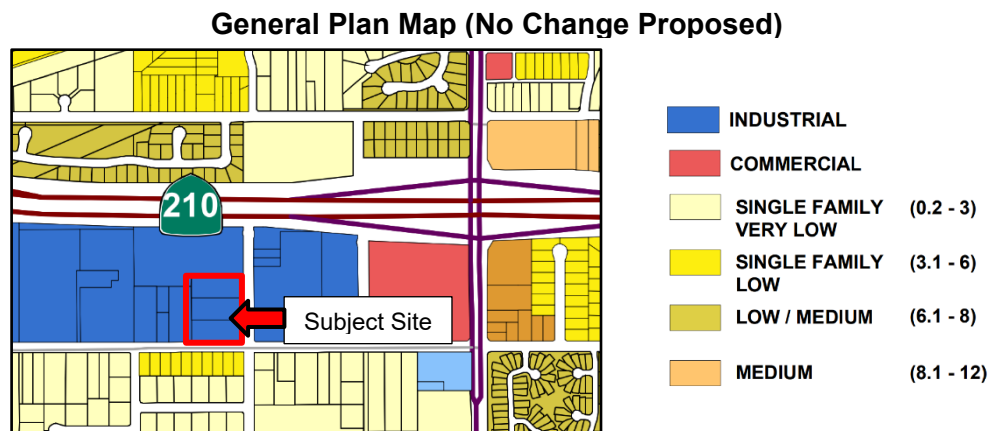 General Plan Map (No Change Proposed)
210
Subject Site
INDUSTRIAL
COMMERCIAL
SINGLE FAMILY (0.2 - 3)
VERY LOW
SINGLE FAMILY (3.1 - 6)
LOW
LOW / MEDIUM (6.1 - 8)
MEDIUM (8.1 - 12)